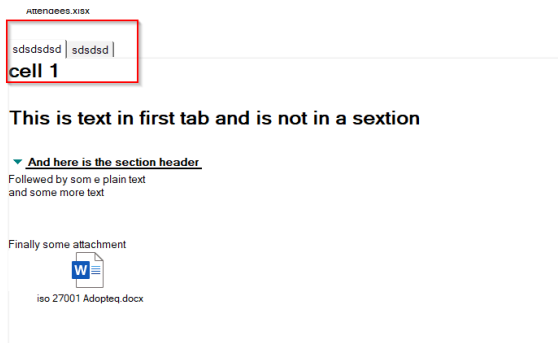 Attendees.xlsx
sdsdsdsd sdsdsd
cell 1
This is text in first tab and is not in a sextion
And here is the section header
Followed by som e plain text
and some more text
Finally some attachment
W
iso 27001 Adopteq.docx